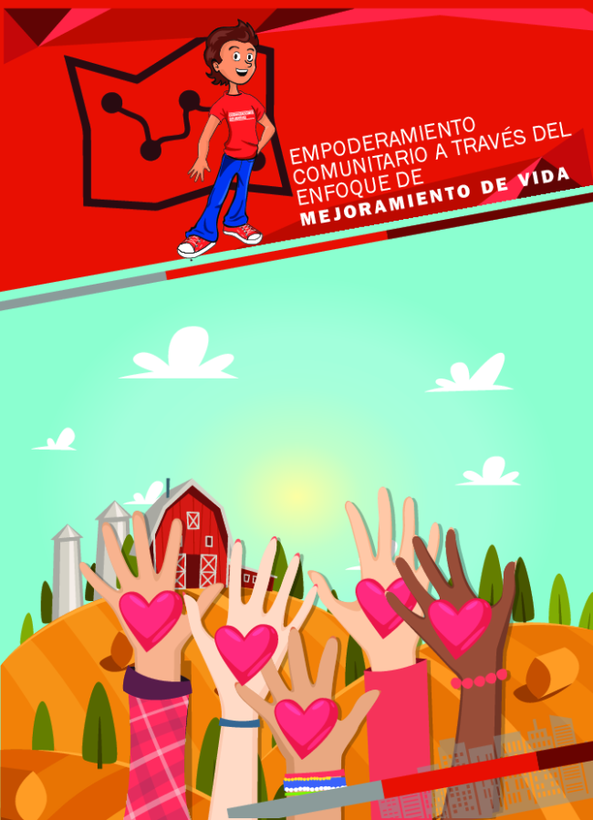 EMPODERAMIENTO
COMUNITARIO A TRAVÉS DEL
ENFOQUE DE
MEJORAMIENTO DE VIDA